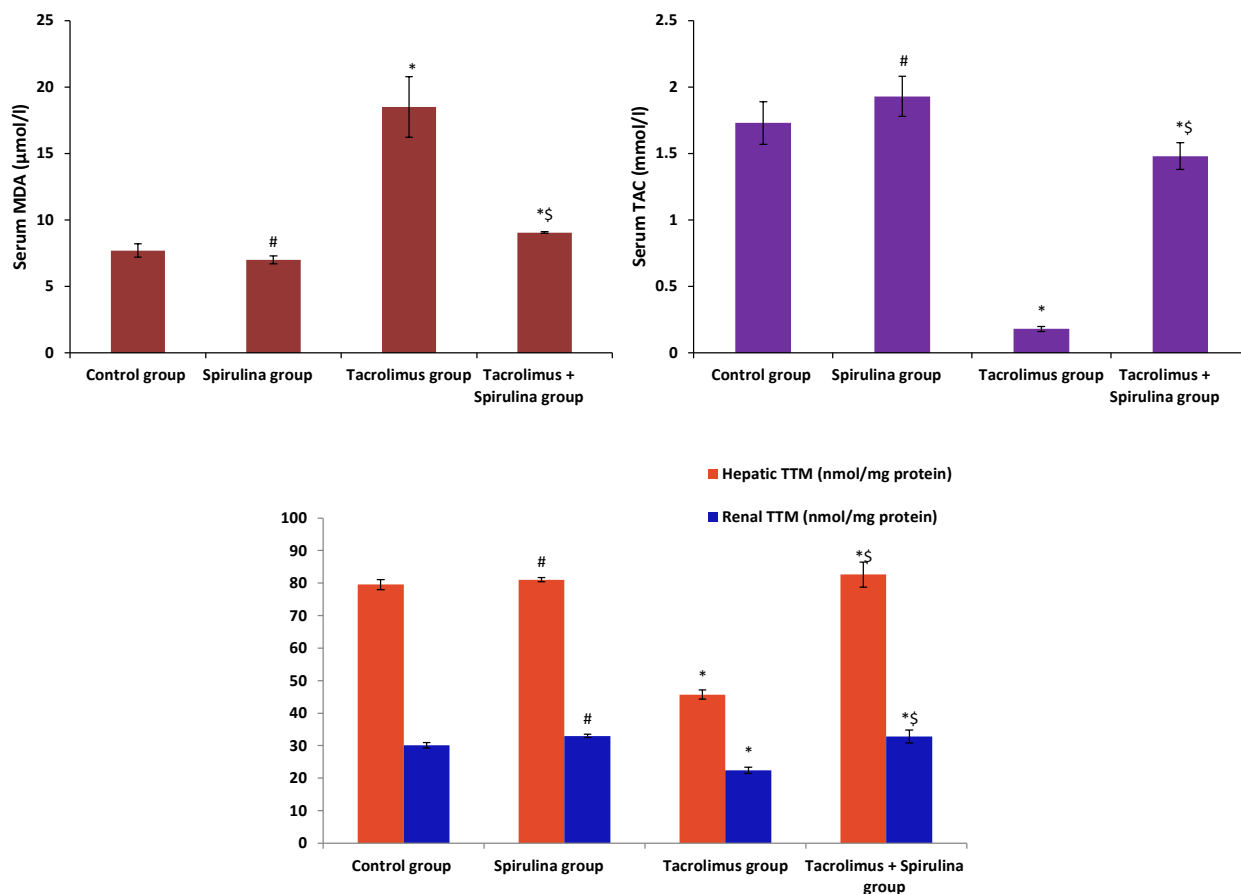 Serum MDA (µmol/l)
25
20
15
10
5
0
#
*
*$
Control group
Spirulina group
Tacrolimus group
Tacrolimus +
Spirulina group
Serum TAC (mmol/l)
2.5
2
1.5
1
0.5
0
#
*
*$
Control group
Spirulina group
Tacrolimus group
Tacrolimus +
Spirulina group
Hepatic TTM (nmol/mg protein)
Renal TTM (nmol/mg protein)
100
90
80
70
60
50
40
30
20
10
0
#
#
*
*
*$
*$
Control group
Spirulina group
Tacrolimus group
Tacrolimus + Spirulina
group